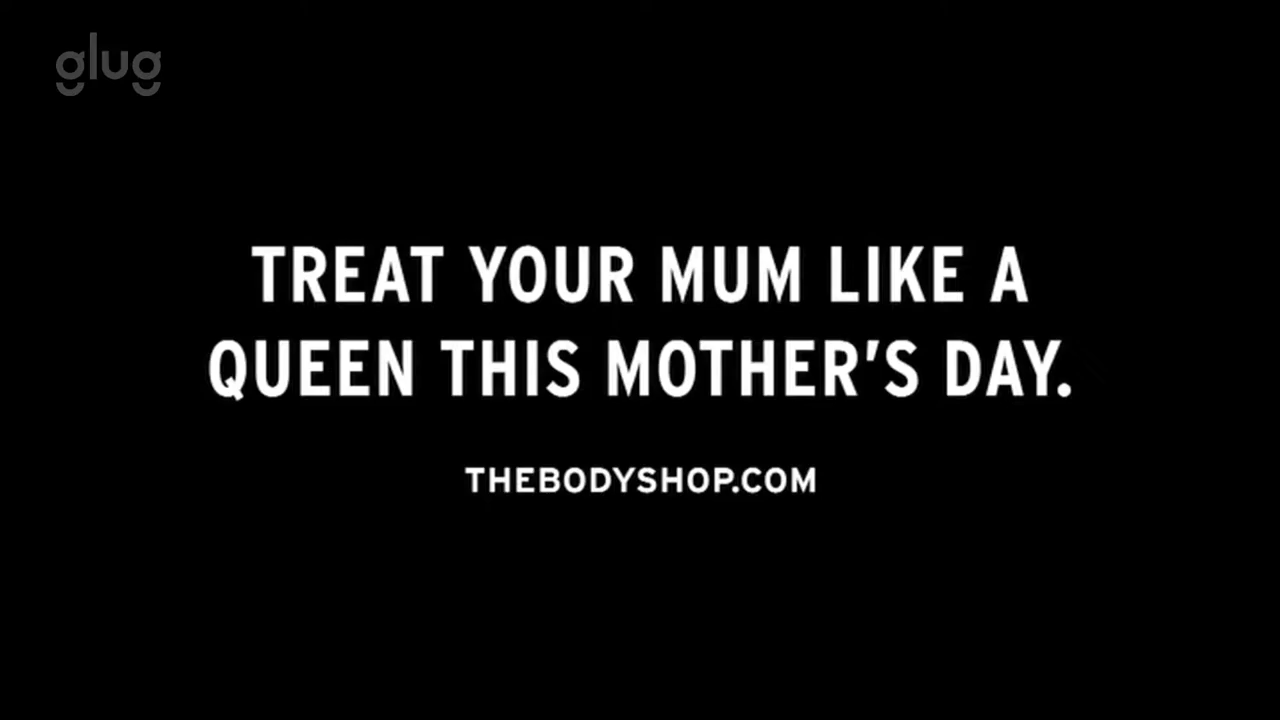 glug
TREAT YOUR MUM LIKE A
QUEEN THIS MOTHER'S DAY.
THEBODYSHOP.COM